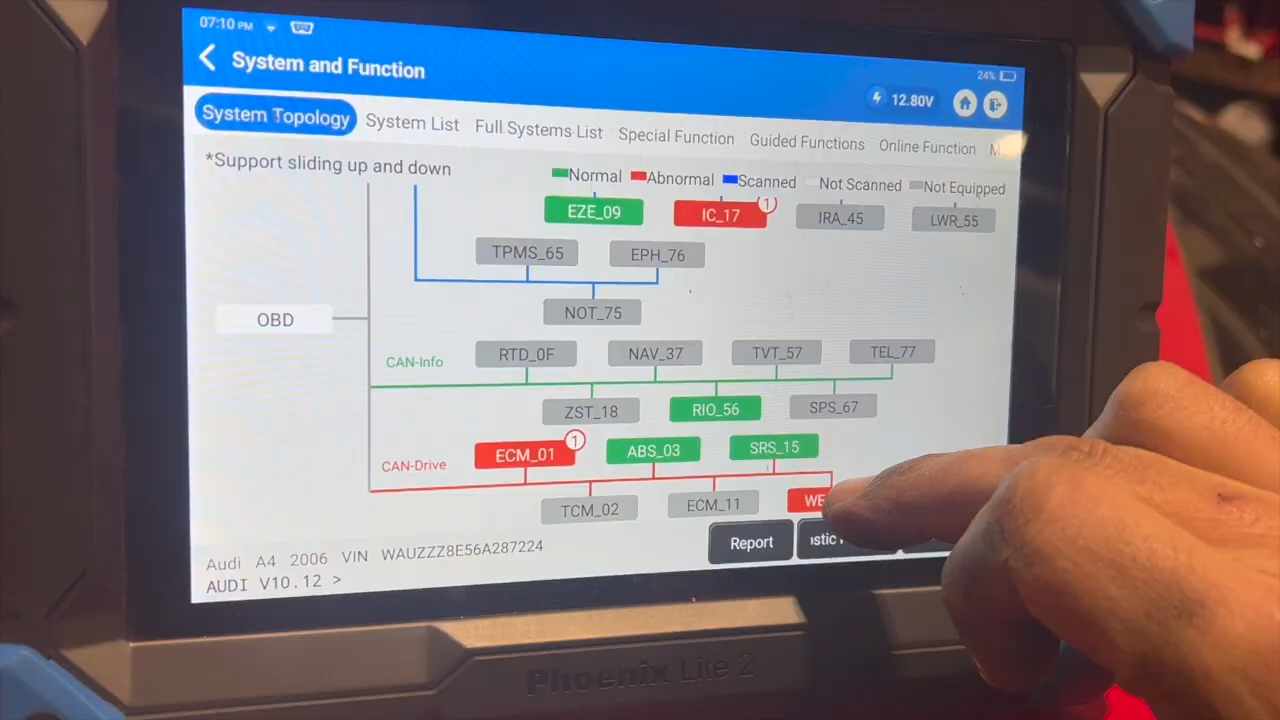 07:10 PM
24%
System and Function
12.80V
System Topology System List Full Systems List Special Function Guided Functions Online Function
*Support sliding up and down
Normal Abnormal Scanned Not Scanned Not Equipped
EZE_09 IC_17 1 IRA_45 LWR_55
TPMS_65 EPH_76
OBD
NOT_75
CAN-Info
RTD_0F NAV_37 TVT_57 TEL_77
ZST_18 RIO_56 SPS_67
CAN-Drive
ECM_01 1 ABS_03 SRS_15
TCM_02 ECM_11 WE
Report ostic
Audi A4 2006 VIN WAUZZZ8E56A287224
AUDI V10.12 >
Phoenix Lite 2